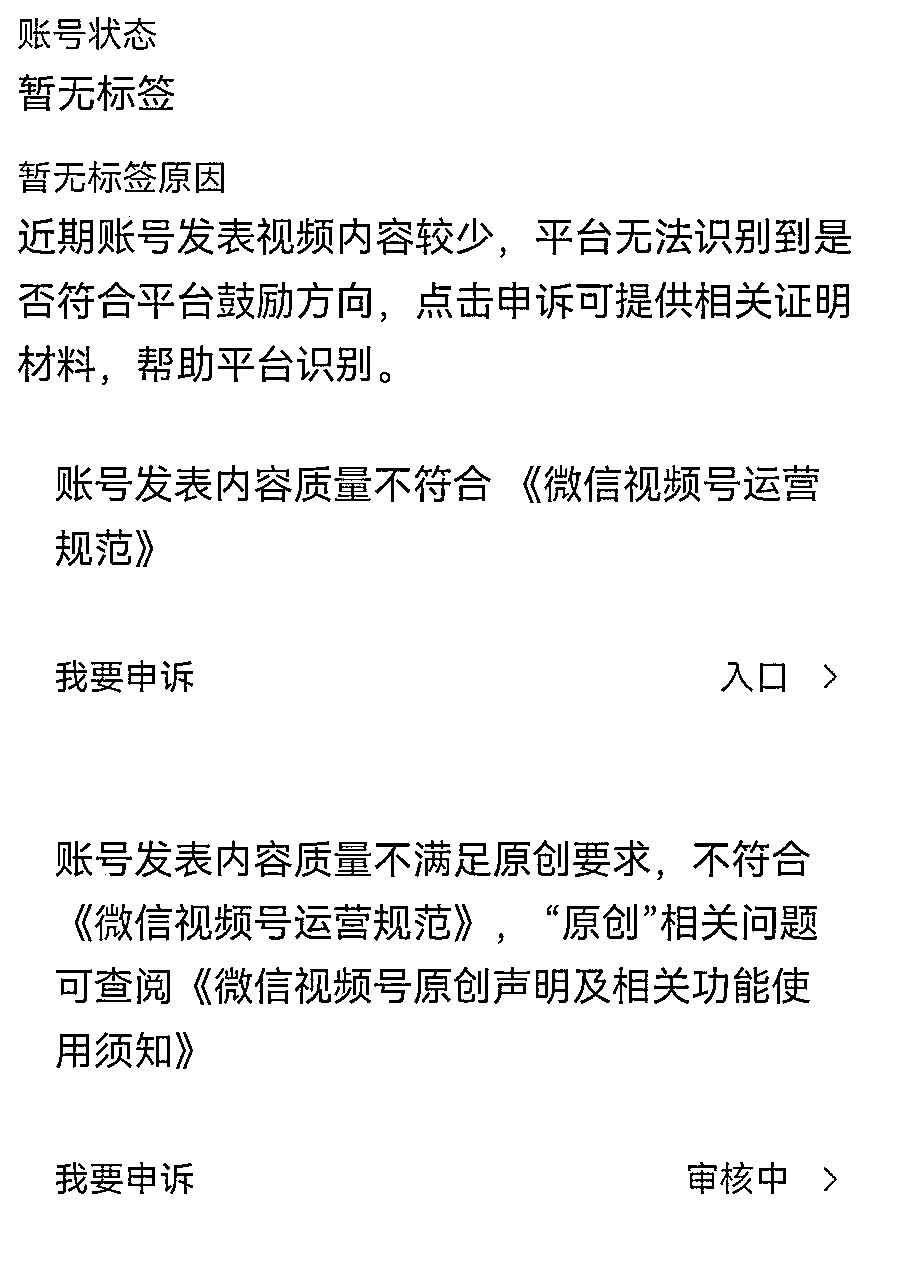 账号状态
暂无标签
暂无标签原因
近期账号发表视频内容较少，平台无法识别到是
否符合平台鼓励方向，点击申诉可提供相关证明
材料，帮助平台识别。
账号发表内容质量不符合 《微信视频号运营
规范》
我要申诉 入口 >
账号发表内容质量不满足原创要求，不符合
《微信视频号运营规范》，“原创”相关问题
可查阅《微信视频号原创声明及相关功能使
用须知》
我要申诉 审核中 >